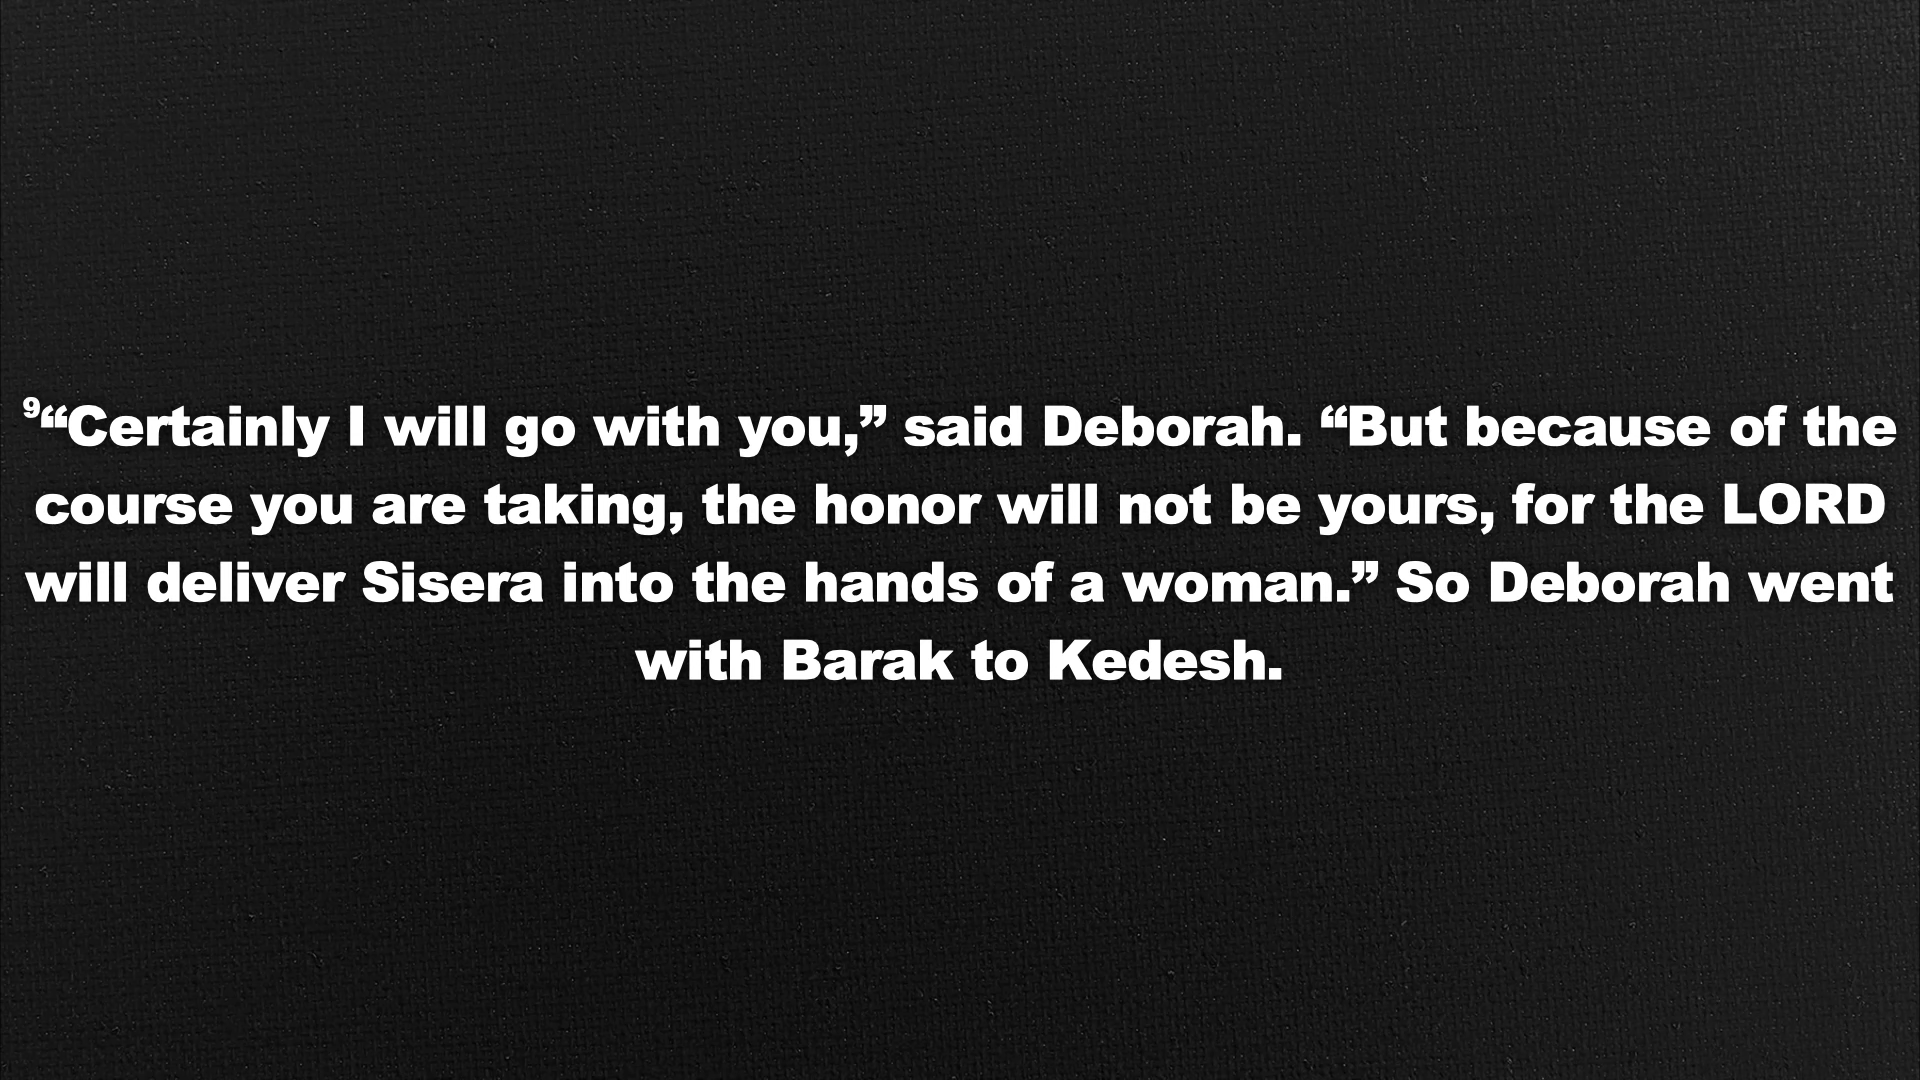 ⁹“Certainly I will go with you,” said Deborah. “But because of the
course you are taking, the honor will not be yours, for the LORD
will deliver Sisera into the hands of a woman.” So Deborah went
with Barak to Kedesh.